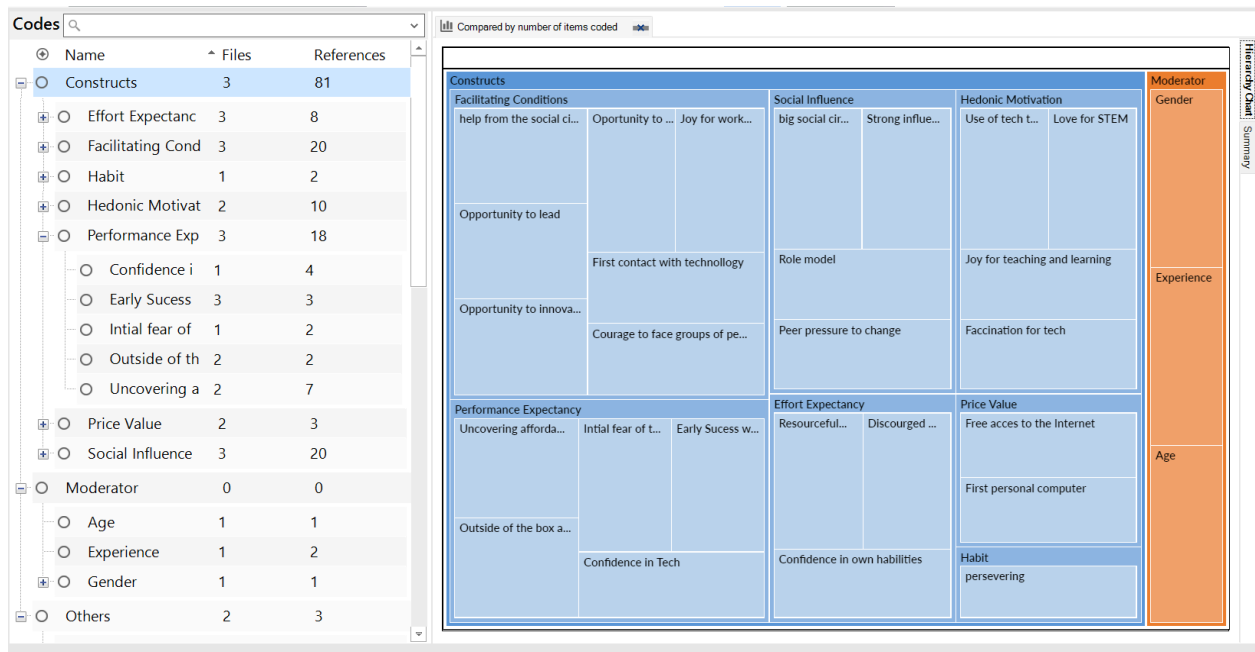 Codes
Name Files References
Constructs 3 81
Effort Expectanc 3 8
Facilitating Cond 3 20
Habit 1 2
Hedonic Motivat 2 10
Performance Exp 3 18
Confidence i 1 4
Early Sucess 3 3
Intial fear of 1 2
Outside of th 2 2
Uncovering a 2 7
Price Value 2 3
Social Influence 3 20
Moderator 0 0
Age 1 1
Experience 1 2
Gender 1 1
Others 2 3
Compared by number of items coded
Constructs
Facilitating Conditions
help from the social ci...
Oportunity to ...
Joy for work...
Opportunity to lead
First contact with technollogy
Opportunity to innova...
Courage to face groups of pe...
Social Influence
big social cir...
Strong influe...
Role model
Peer pressure to change
Hedonic Motivation
Use of tech t...
Love for STEM
Joy for teaching and learning
Faccination for tech
Performance Expectancy
Uncovering afforda...
Intial fear of t...
Early Sucess w...
Outside of the box a...
Confidence in Tech
Effort Expectancy
Resourceful...
Discourged ...
Confidence in own habilities
Price Value
Free acces to the Internet
First personal computer
Habit
persevering
Moderator
Gender
Experience
Age
Hierarchy Chart
Summary